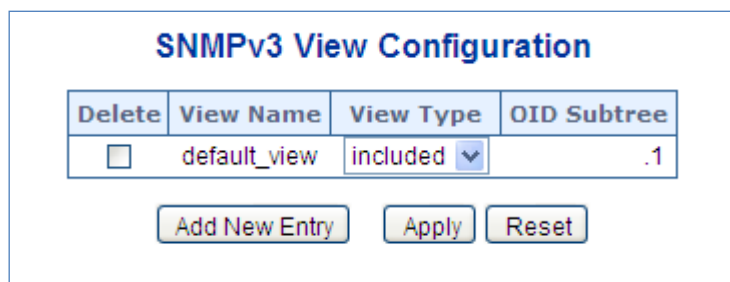 SNMPv3 View Configuration
Delete View Name View Type OID Subtree
default_view included .1
Add New Entry Apply Reset